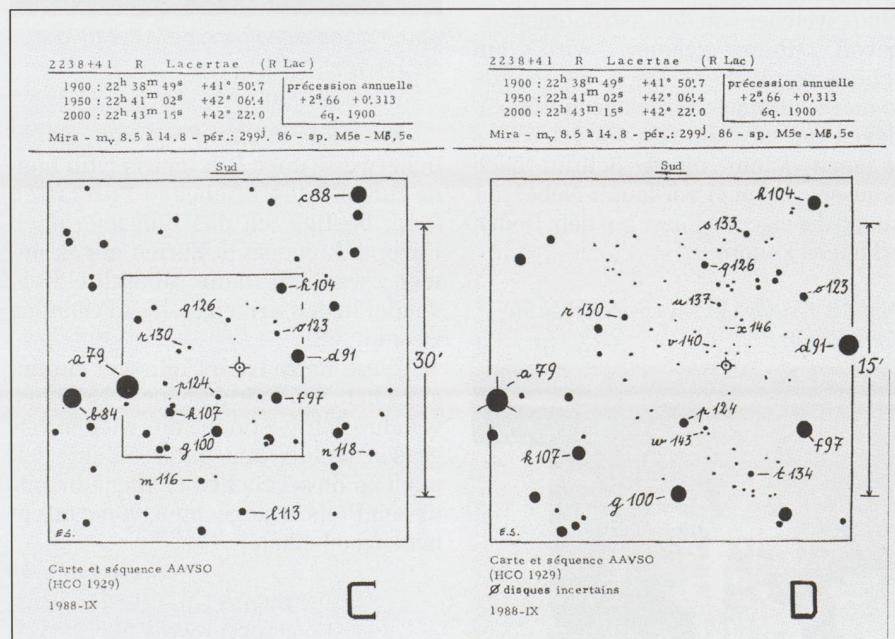 2238+41 R Lacertae (R Lac)
1900 : 22h 38m 49s +41° 50'.7
1950 : 22h 41m 02s +42° 06'.4
2000 : 22h 43m 15s +42° 22'.0
précession annuelle
+2s.66 +0'.313
éq. 1900
Mira - mv 8.5 à 14.8 - pér.: 299j. 86 - sp. M5e - M8,5e
Sud
c88
h104
q126
o123
r130
d91
a79
p124
f97
b84
k107
g100
n118
m116
l113
30'
E.S.
Carte et séquence AAVSO
(HCO 1929)
1988-IX
C
2238+41 R Lacertae (R Lac)
1900 : 22h 38m 49s +41° 50'.7
1950 : 22h 41m 02s +42° 06'.4
2000 : 22h 43m 15s +42° 22'.0
précession annuelle
+2s.66 +0'.313
éq. 1900
Mira - mv 8.5 à 14.8 - pér.: 299j. 86 - sp. M5e - M8,5e
Sud
h104
s133
q126
o123
u137
r130
x146
v140
d91
a79
15'
p124
w143
f97
k107
t134
g100
E.S.
Carte et séquence AAVSO
(HCO 1929)
Ø disques incertains
1988-IX
D